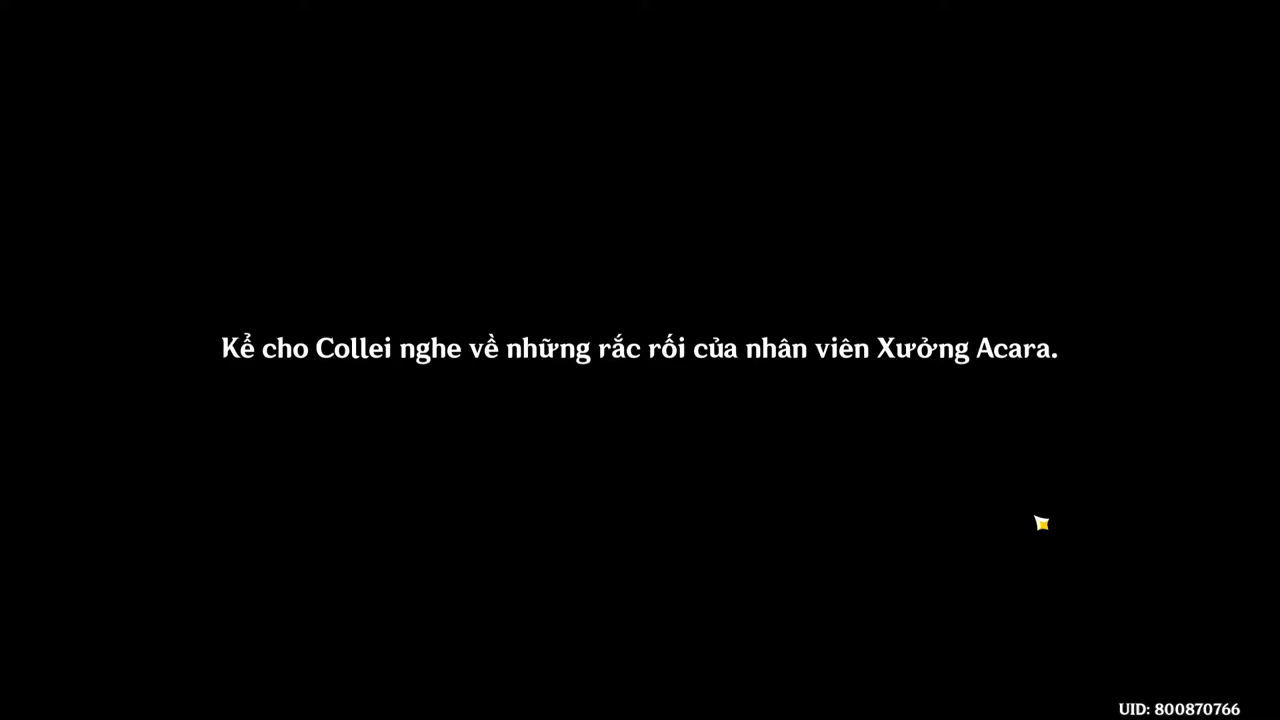 Kể cho Collei nghe về những rắc rối của nhân viên Xưởng Acara.
UID: 800870766